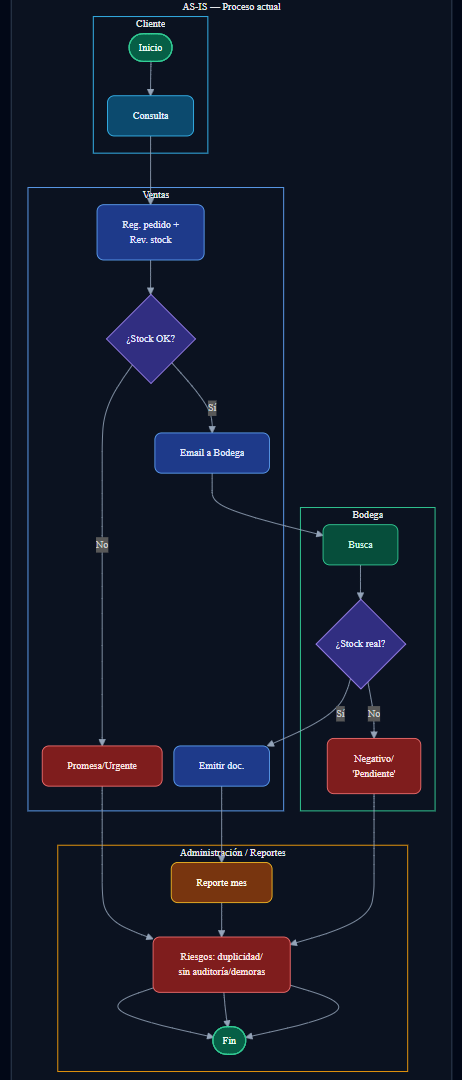 AS-IS — Proceso actual
Cliente
Inicio
Consulta
Ventas
Reg. pedido +
Rev. stock
¿Stock OK?
Sí
Email a Bodega
Bodega
Busca
No
¿Stock real?
Sí
No
Promesa/Urgente
Emitir doc.
Negativo/
'Pendiente'
Administración / Reportes
Reporte mes
Riesgos: duplicidad/
sin auditoría/demoras
Fin